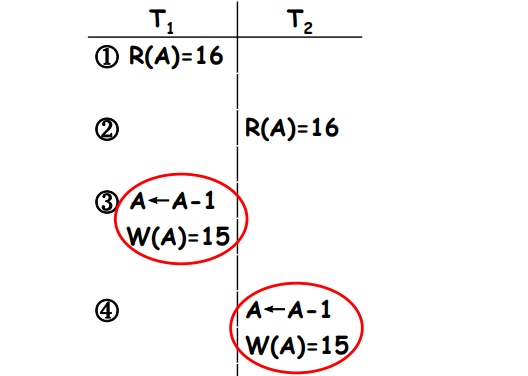 T₁ T₂
① R(A)=16
② R(A)=16
③ A←A-1
W(A)=15
④ A←A-1
W(A)=15